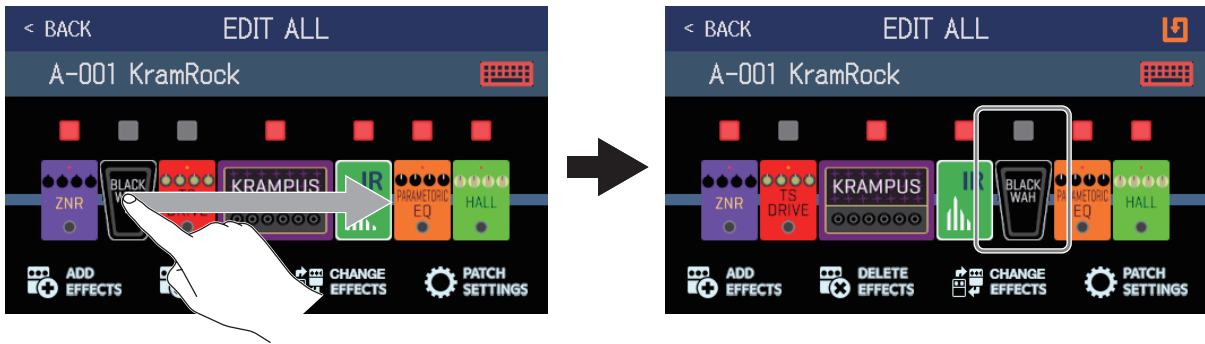 < BACK
EDIT ALL
A-001 KramRock
ZNR
BLACK
DRIVE
KRAMPUS
IR
PARAMETORIC
EQ
HALL
ADD
EFFECTS
CHANGE
EFFECTS
PATCH
SETTINGS
< BACK
EDIT ALL
A-001 KramRock
ZNR
TS
DRIVE
KRAMPUS
IR
BLACK
WAH
EQ
HALL
ADD
EFFECTS
DELETE
EFFECTS
CHANGE
EFFECTS
PATCH
SETTINGS